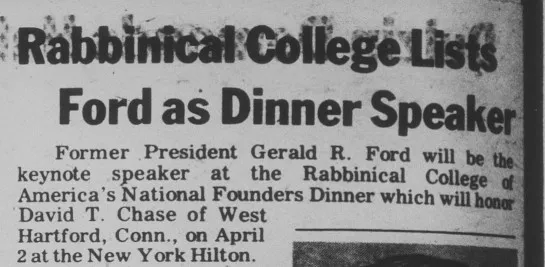 Rabbinical College Lists
Ford as Dinner Speaker
Former President Gerald R. Ford will be the
keynote speaker at the Rabbinical College of
America's National Founders Dinner which will honor
David T. Chase of West
Hartford, Conn., on April
2 at the New York Hilton.